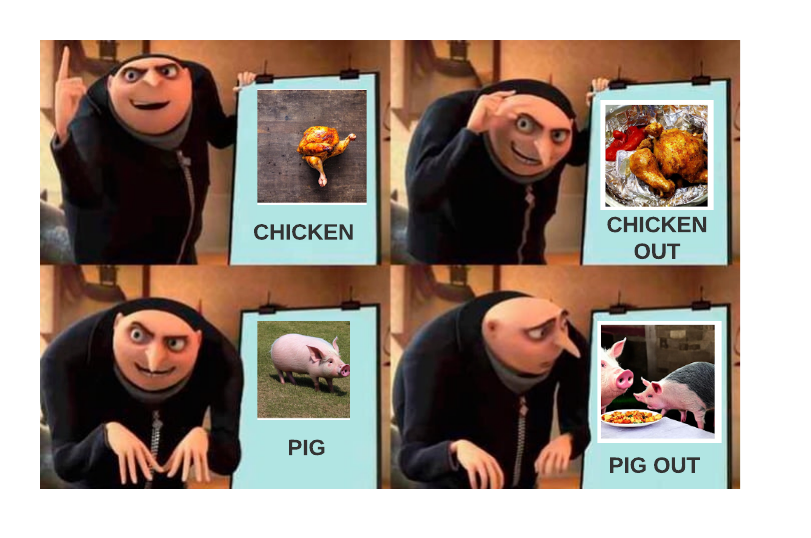 CHICKEN
CHICKEN
OUT
PIG
PIG OUT